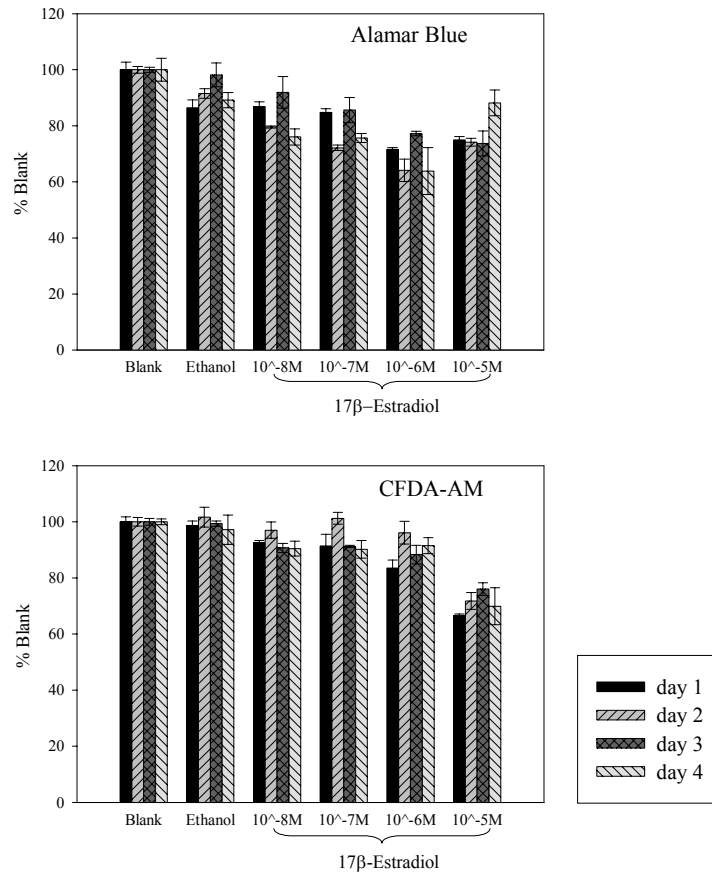 Alamar Blue
120
100
80
60
40
20
0
% Blank
Blank Ethanol 10^-8M 10^-7M 10^-6M 10^-5M
17β−Estradiol
CFDA-AM
120
100
80
60
40
20
0
% Blank
Blank Ethanol 10^-8M 10^-7M 10^-6M 10^-5M
17β-Estradiol
day 1
day 2
day 3
day 4